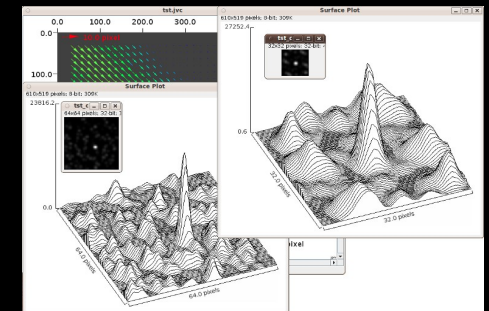 tst.jvc
0.0 100.0 200.0 300.0
0.0
100.0
Surface Plot
610x519 pixels; 8-bit; 309K
27252.4
0.6
32.0 pixels
32.0 pixels
32x32 pixels; 32-bit;
Surface Plot
610x519 pixels; 8-bit; 309K
23816.2
0.0
tst_c
64x64 pixels; 32-bit;
64.0 pixels
64.0 pixels
pixel